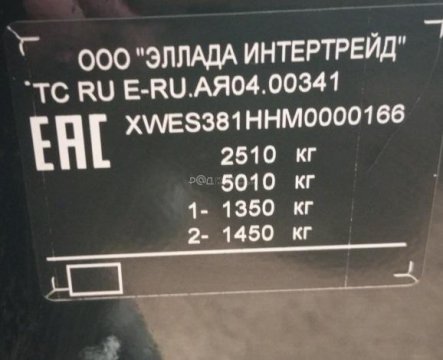 ООО "ЭЛЛАДА ИНТЕРТРЕЙД"
ТС RU E-RU.АЯ04.00341
EAC
XWES381HHM0000166
2510 кг
5010 кг
1- 1350 кг
2- 1450 кг